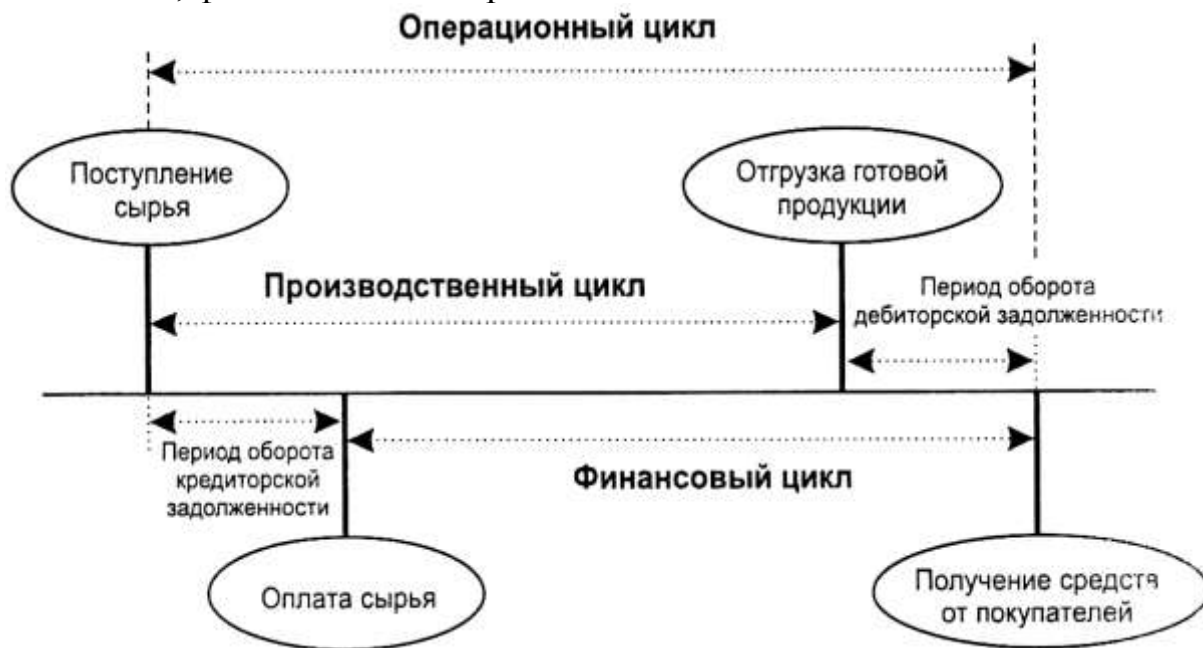 Операционный цикл
Поступление
сырья
Отгрузка готовой
продукции
Производственный цикл
Период оборота
дебиторской задолженности
Период оборота
кредиторской
задолженности
Финансовый цикл
Оплата сырья
Получение средств
от покупателей